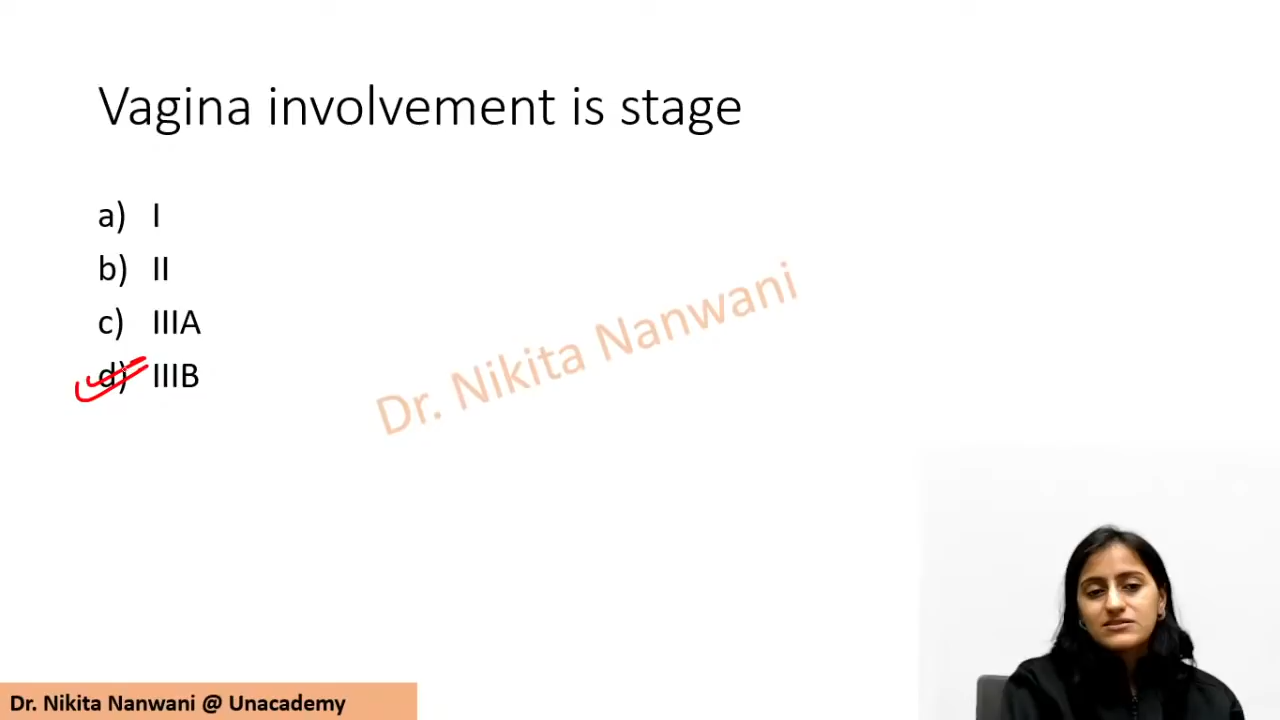 Vagina involvement is stage
a) I
b) II
c) IIIA
d) IIIB
Dr. Nikita Nanwani
Dr. Nikita Nanwani @ Unacademy